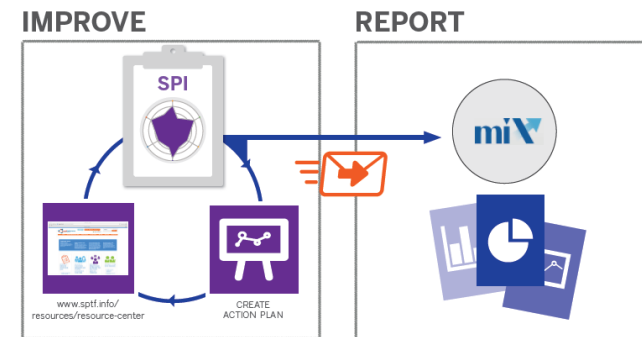 IMPROVE
REPORT
SPI
miX
www.sptf.info/
resources/resource-center
CREATE
ACTION PLAN